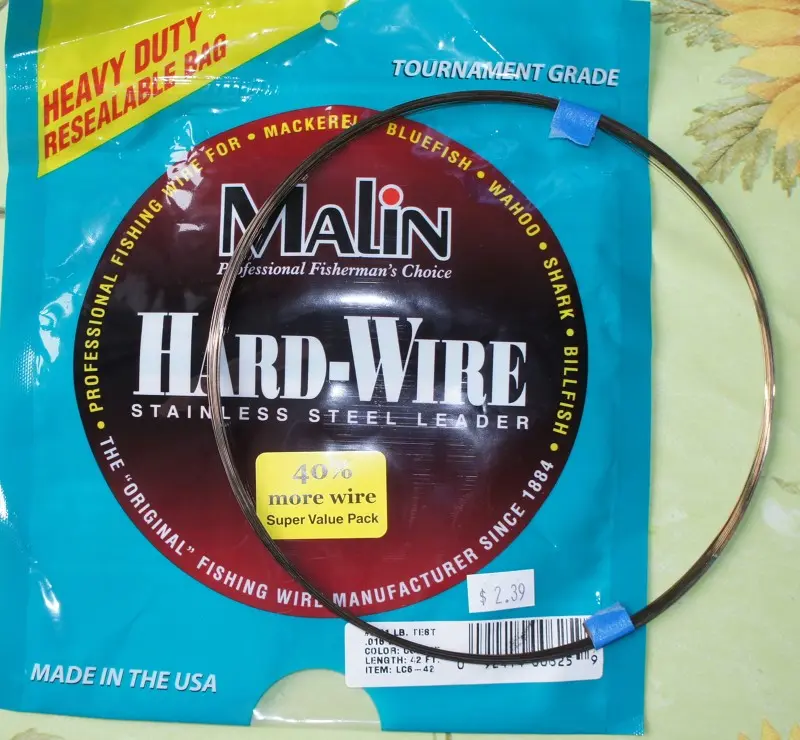 HEAVY DUTY
RESEALABLE BAG
TOURNAMENT GRADE
PROFESSIONAL FISHING WIRE FOR • MACKEREL BLUEFISH • WAHOO • SHARK • BILLFISH •
MALIN
Professional Fisherman's Choice
HARD-WIRE
STAINLESS STEEL LEADER
40%
more wire
Super Value Pack
• THE "ORIGINAL" FISHING WIRE MANUFACTURER SINCE 1884
$2.39
LB. TEST
COLOR:
LENGTH: 42 FT.
ITEM: LC6-42
9
MADE IN THE USA